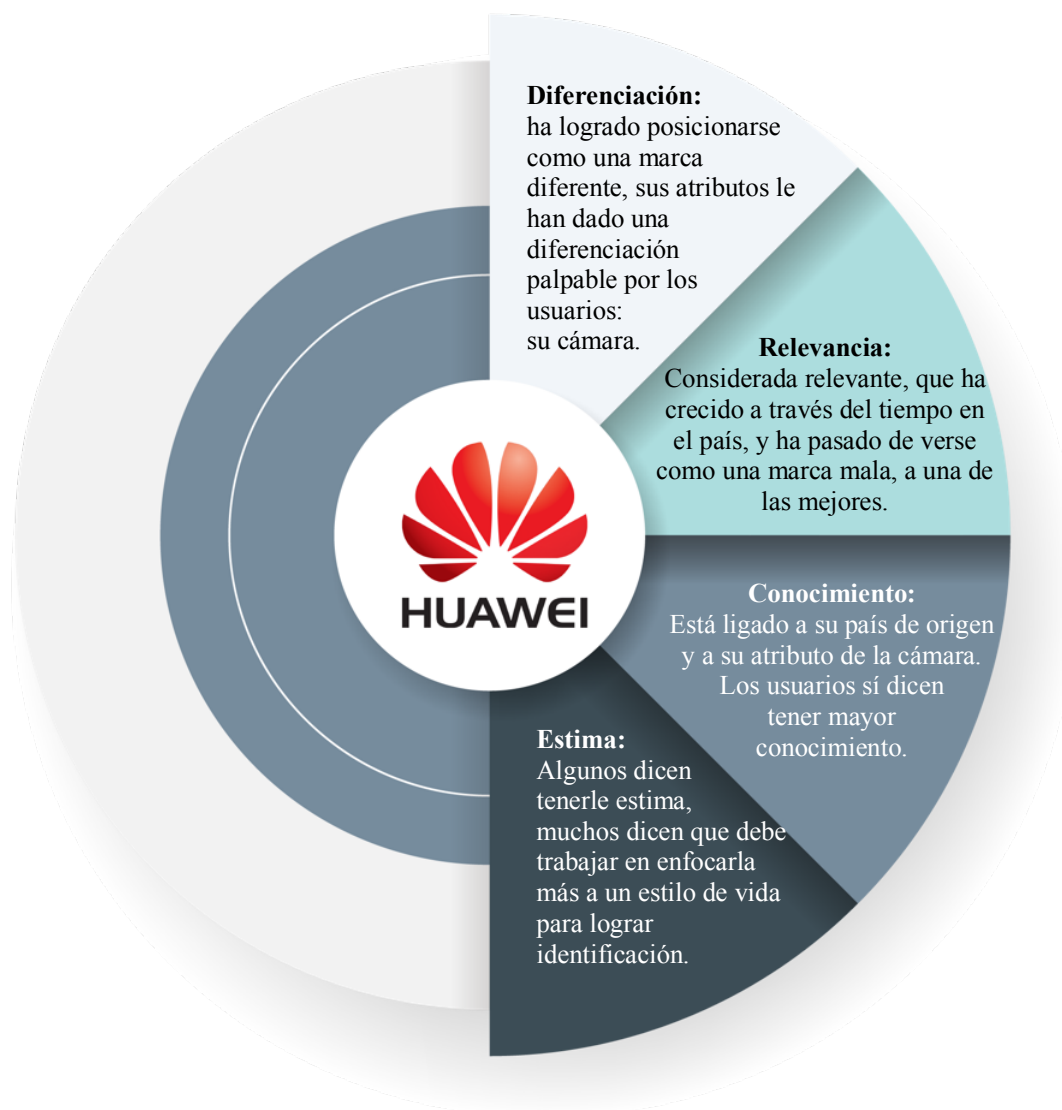 Diferenciación:
ha logrado posicionarse
como una marca
diferente, sus atributos le
han dado una
diferenciación
palpable por los
usuarios:
su cámara.
Relevancia:
Considerada relevante, que ha
crecido a través del tiempo en
el país, y ha pasado de verse
como una marca mala, a una de
las mejores.
HUAWEI
Conocimiento:
Está ligado a su país de origen
y a su atributo de la cámara.
Los usuarios sí dicen
tener mayor
conocimiento.
Estima:
Algunos dicen
tenerle estima,
muchos dicen que debe
trabajar en enfocarla
más a un estilo de vida
para lograr
identificación.